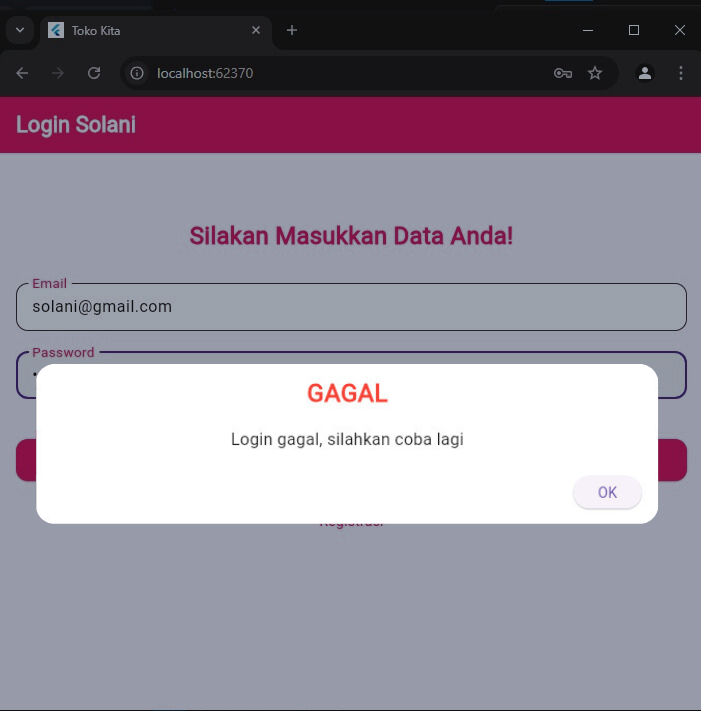 Toko Kita
localhost:62370
Login Solani
Silakan Masukkan Data Anda!
Email
solani@gmail.com
Password
GAGAL
Login gagal, silahkan coba lagi
OK
Registrasi